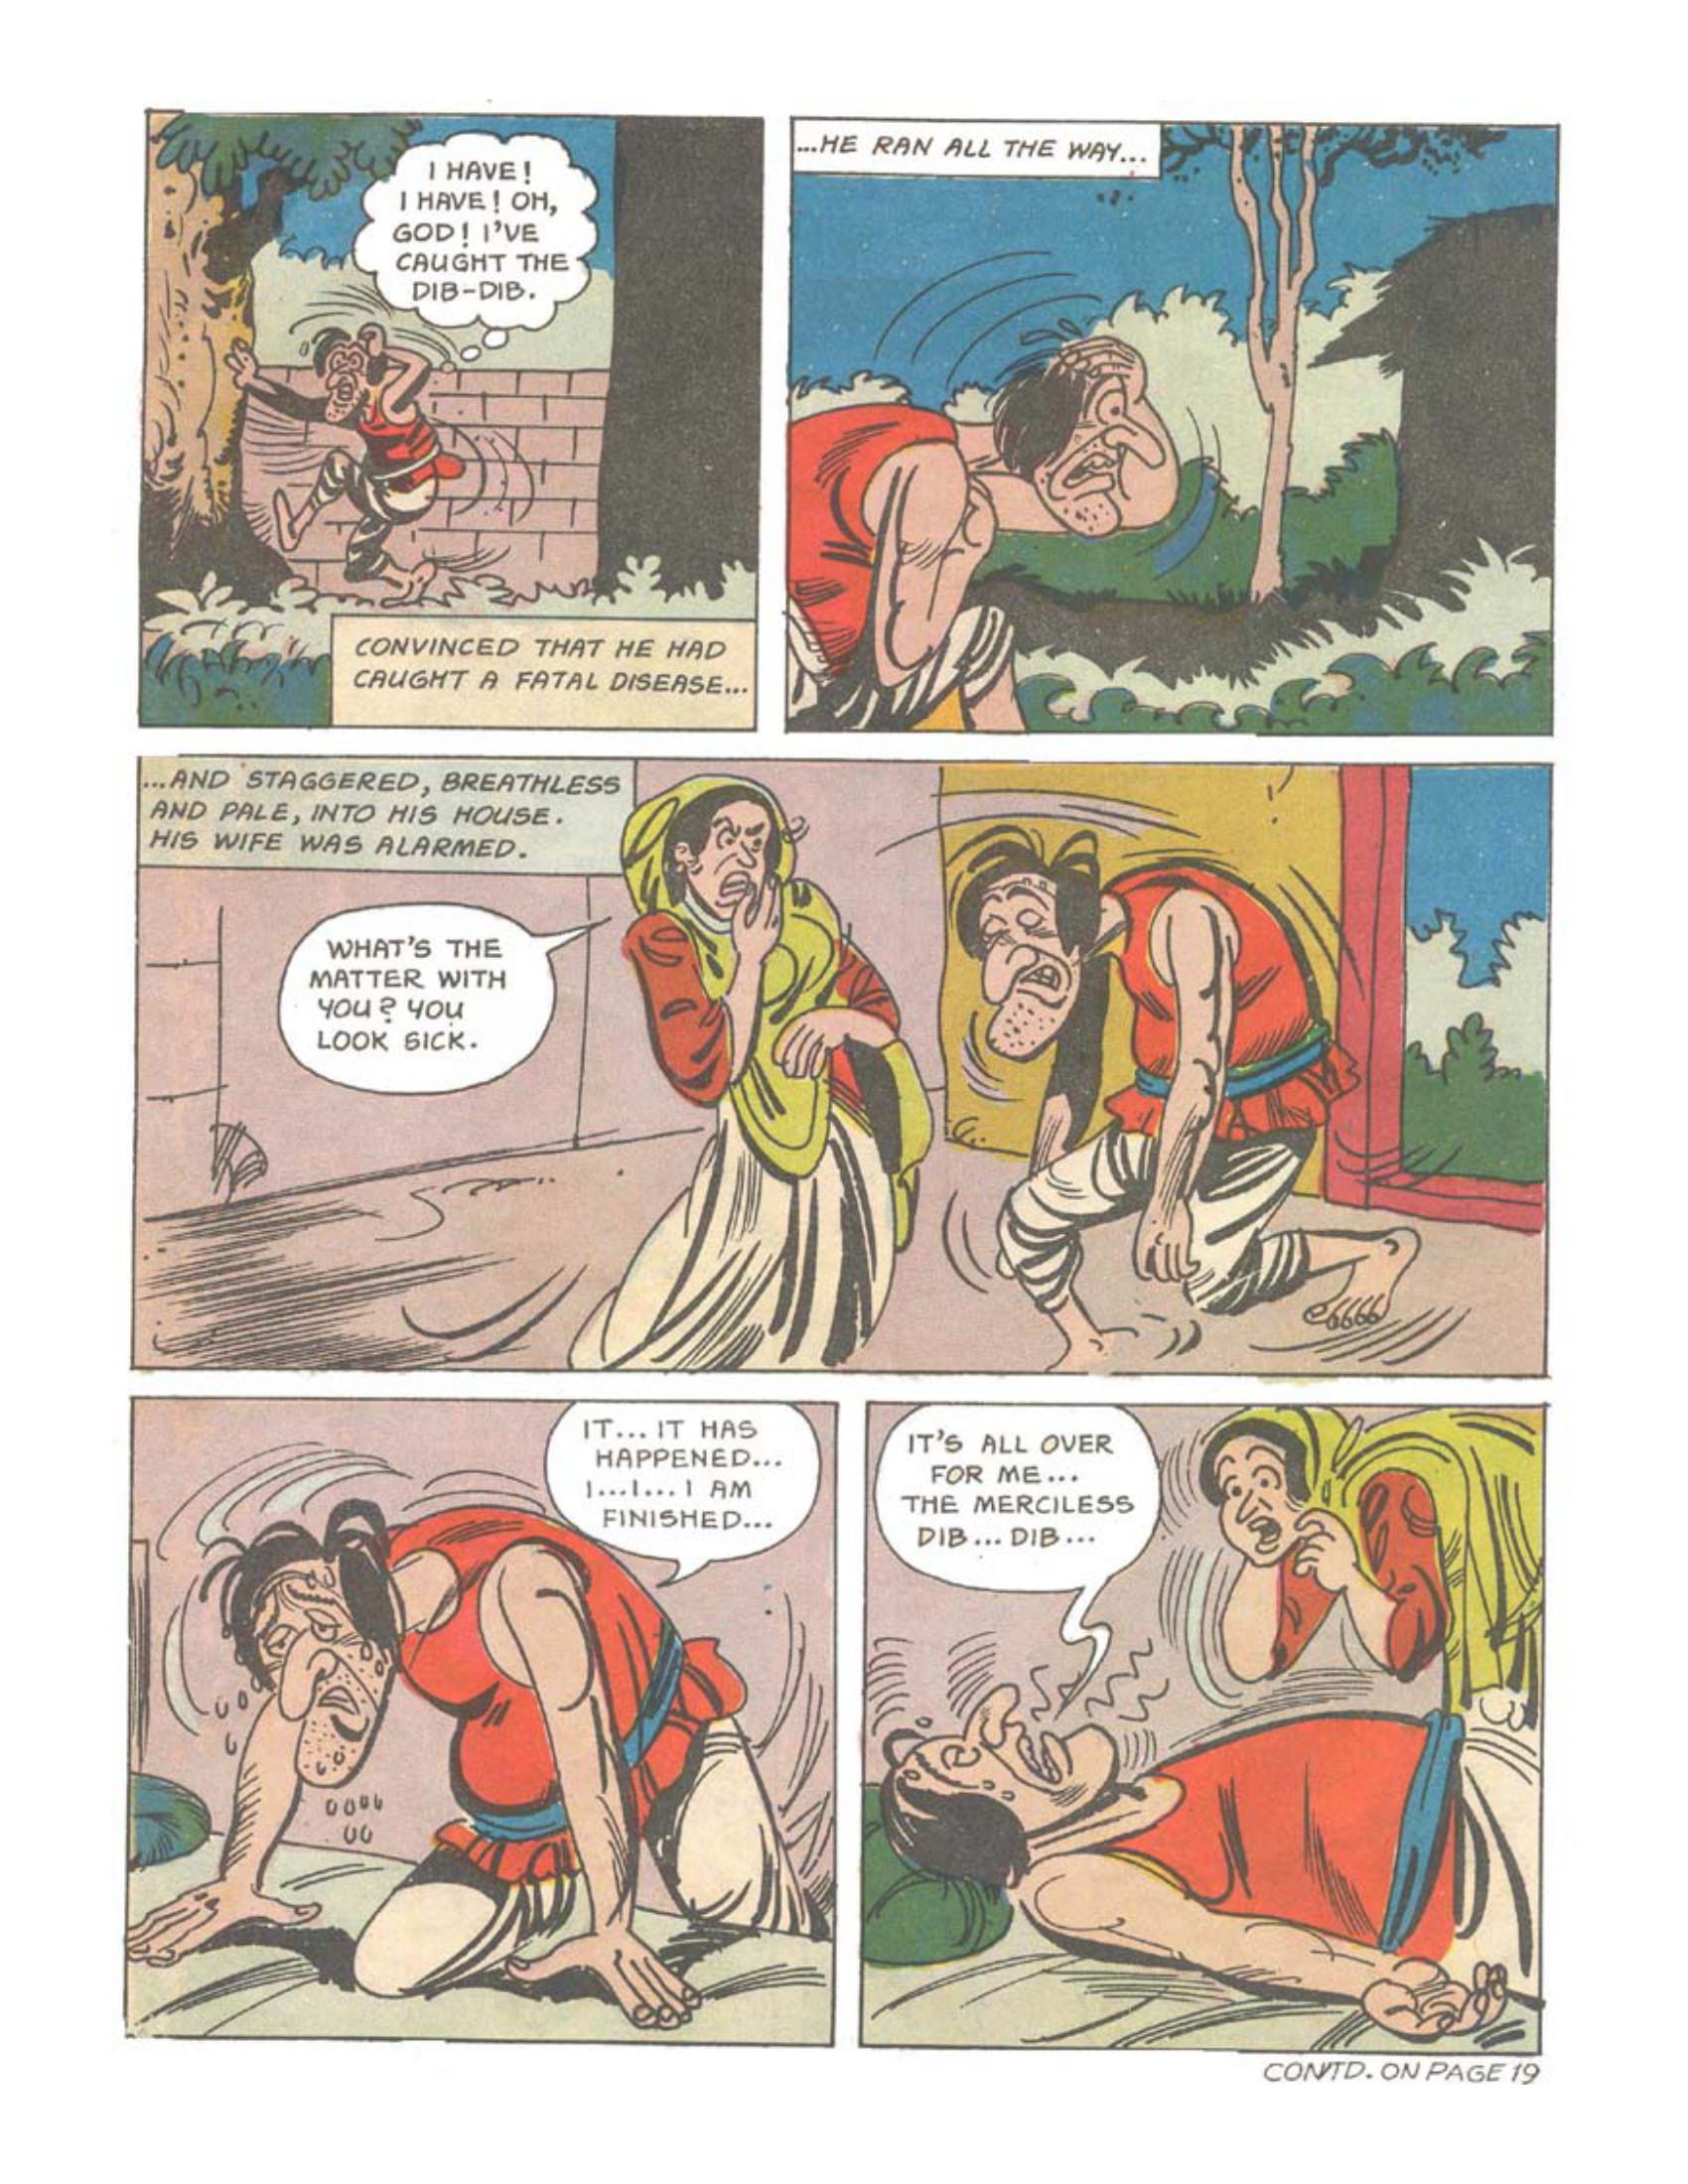 I HAVE!
I HAVE! OH,
GOD! I'VE
CAUGHT THE
DIB-DIB.
CONVINCED THAT HE HAD
CAUGHT A FATAL DISEASE...
...HE RAN ALL THE WAY...
...AND STAGGERED, BREATHLESS
AND PALE, INTO HIS HOUSE.
HIS WIFE WAS ALARMED.
WHAT'S THE
MATTER WITH
YOU? YOU
LOOK SICK.
IT... IT HAS
HAPPENED...
I...I... I AM
FINISHED...
IT'S ALL OVER
FOR ME...
THE MERCILESS
DIB... DIB...
CONTD. ON PAGE 19